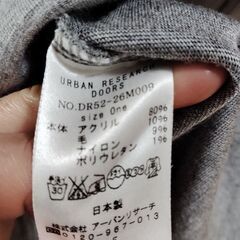 URBAN RESEARCH
DOORS
NO.DR52-26M009
size One
本体 アクリル 80%
毛 10%
ナイロン 9%
ポリウレタン 1%
30
日本製
株式会社 アーバンリサーチ
0120-967-013